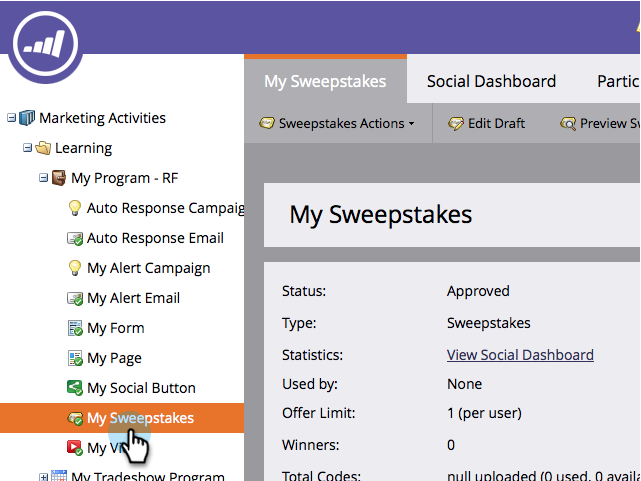 My Sweepstakes
Social Dashboard
Partic
Sweepstakes Actions
Edit Draft
Preview Sw
Marketing Activities
Learning
My Program - RF
Auto Response Campaig
Auto Response Email
My Alert Campaign
My Alert Email
My Form
My Page
My Social Button
My Sweepstakes
My
My Tradeshow Program
My Sweepstakes
Status: Approved
Type: Sweepstakes
Statistics: View Social Dashboard
Used by: None
Offer Limit: 1 (per user)
Winners: 0
Total Codes: null uploaded (0 used, 0 availa